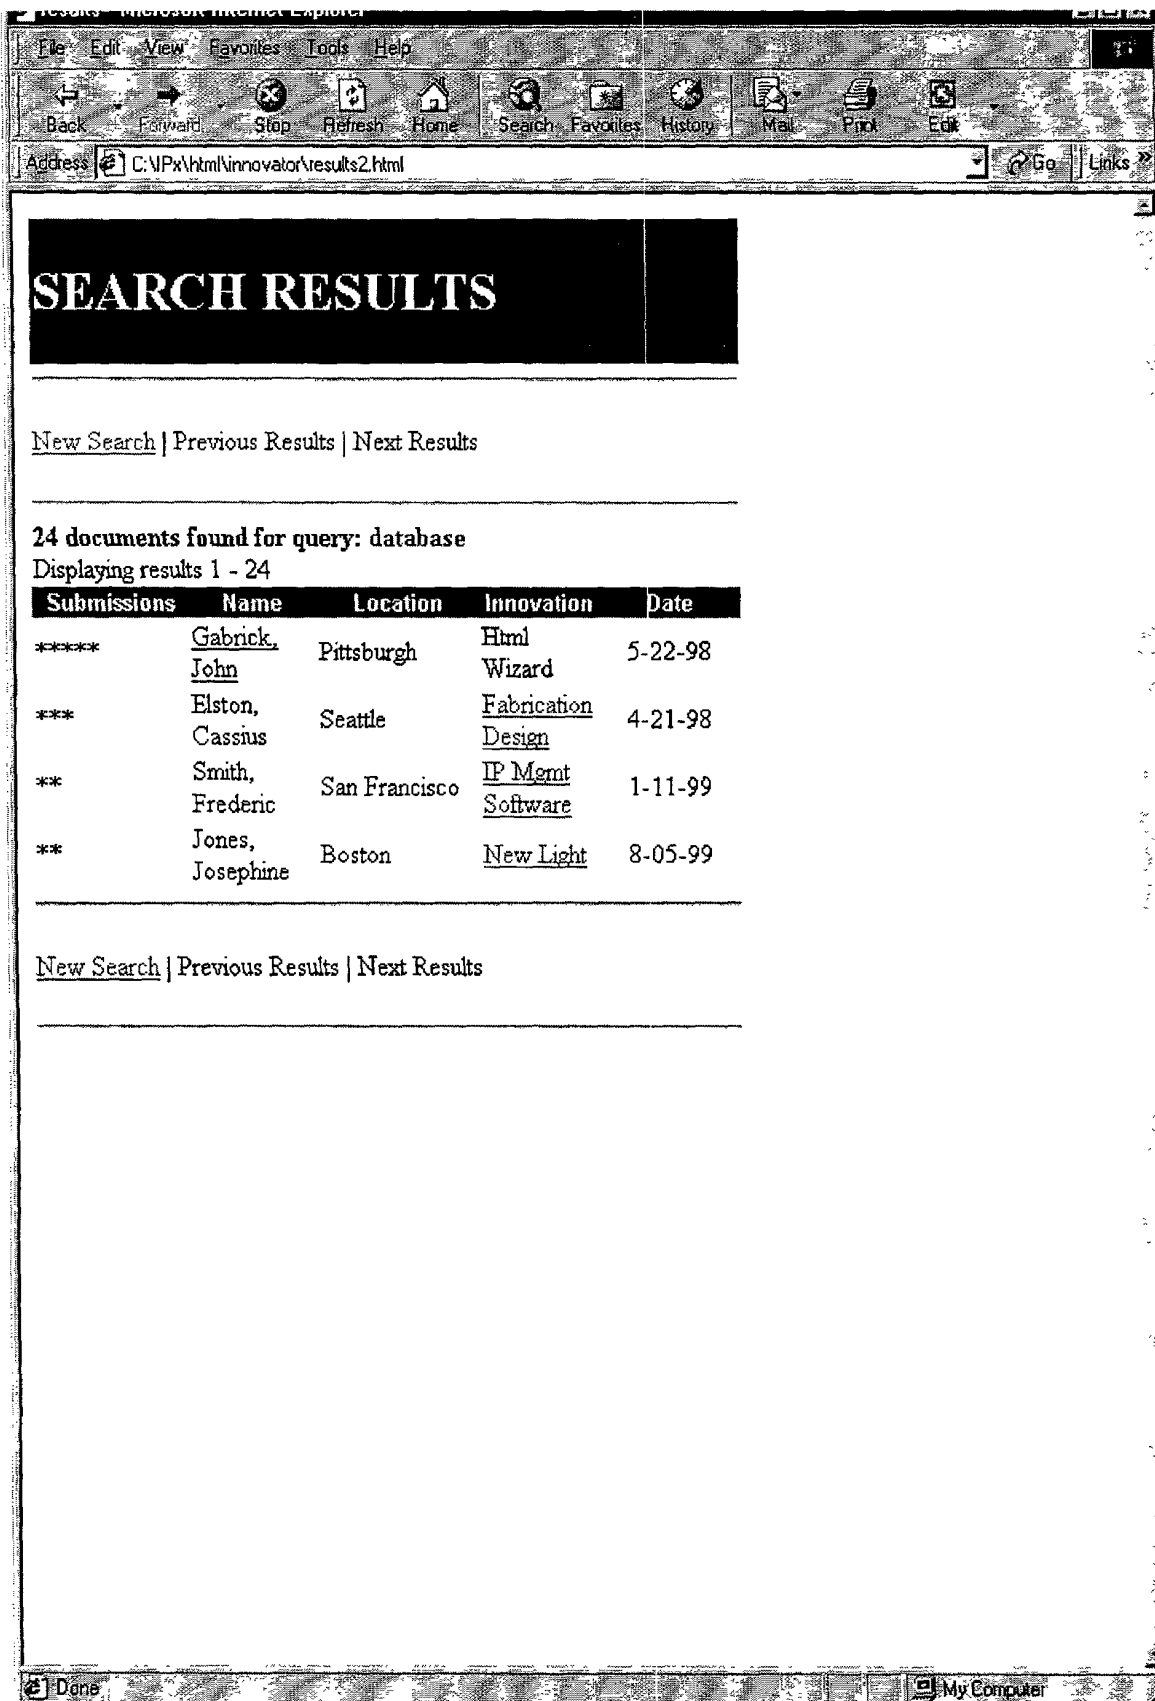 results - Microsoft Internet Explorer
File Edit View Favorites Tools Help
Back Forward Stop Refresh Home Search Favorites History Mail Print Edit
Address C:\IPx\html\innovator\results2.html Go Links »
SEARCH RESULTS
New Search | Previous Results | Next Results
24 documents found for query: database
Displaying results 1 - 24
Submissions Name Location Innovation Date
***** Gabrick, John Pittsburgh Html Wizard 5-22-98
*** Elston, Cassius Seattle Fabrication Design 4-21-98
** Smith, Frederic San Francisco IP Mgmt Software 1-11-99
** Jones, Josephine Boston New Light 8-05-99
New Search | Previous Results | Next Results
Done My Computer